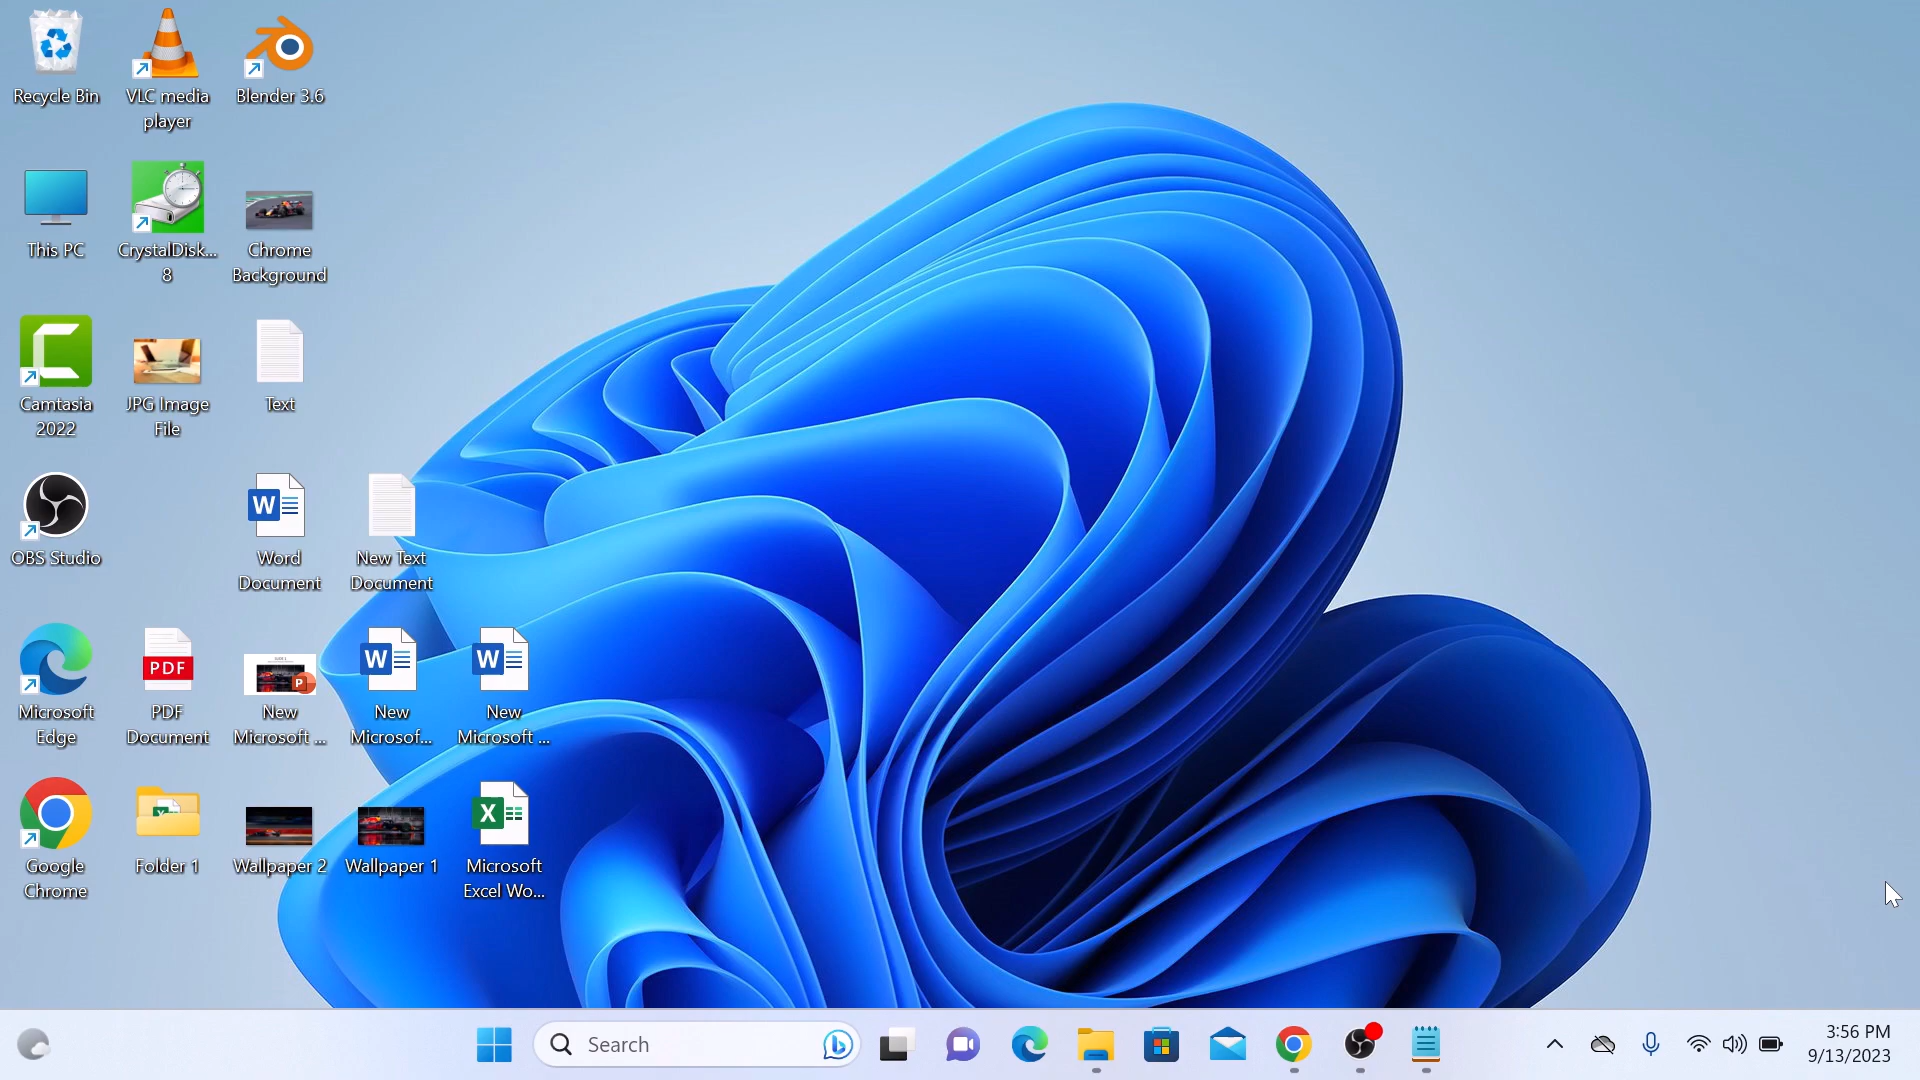 Recycle Bin
VLC media
player
Blender 3.6
This PC
CrystalDisk...
8
Chrome
Background
Camtasia
2022
JPG Image
File
Text
OBS Studio
W
Word
Document
New Text
Document
Microsoft
Edge
PDF
PDF
Document
P
New
Microsoft ...
W
New
Microsof...
W
New
Microsoft ...
Google
Chrome
Folder 1
Wallpaper 2
Wallpaper 1
X
Microsoft
Excel Wo...
Search
3:56 PM
9/13/2023